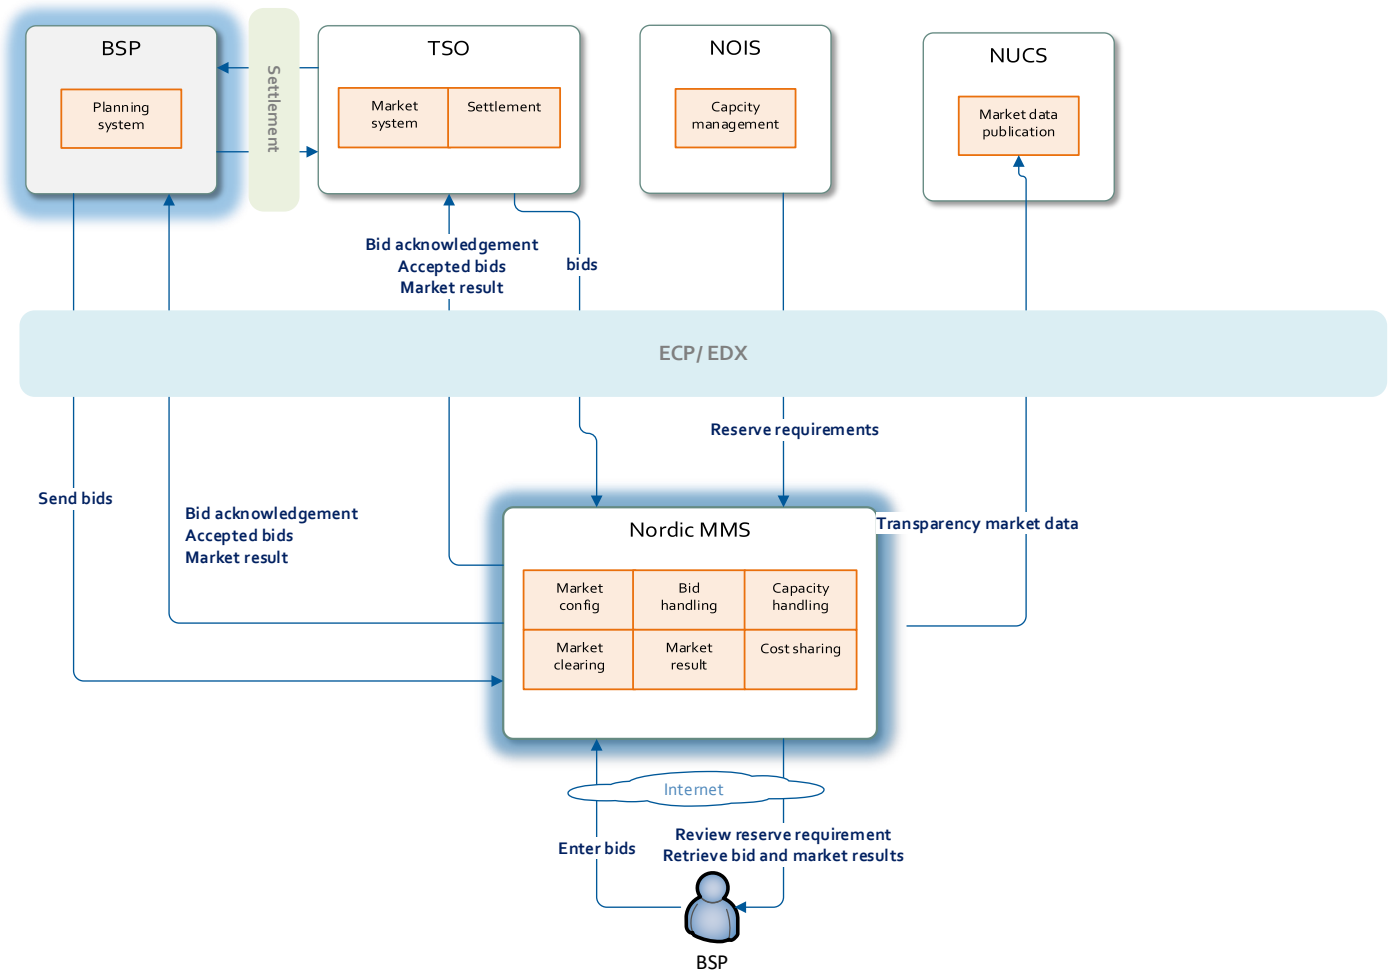 BSP
Planning
system
Settlement
TSO
Market
system
Settlement
NOIS
Capcity
management
NUCS
Market data
publication
Bid acknowledgement
Accepted bids
Market result
bids
ECP/ EDX
Reserve requirements
Send bids
Bid acknowledgement
Accepted bids
Market result
Transparency market data
Nordic MMS
Market
config
Bid
handling
Capacity
handling
Market
clearing
Market
result
Cost sharing
Internet
Enter bids
Review reserve requirement
Retrieve bid and market results
BSP